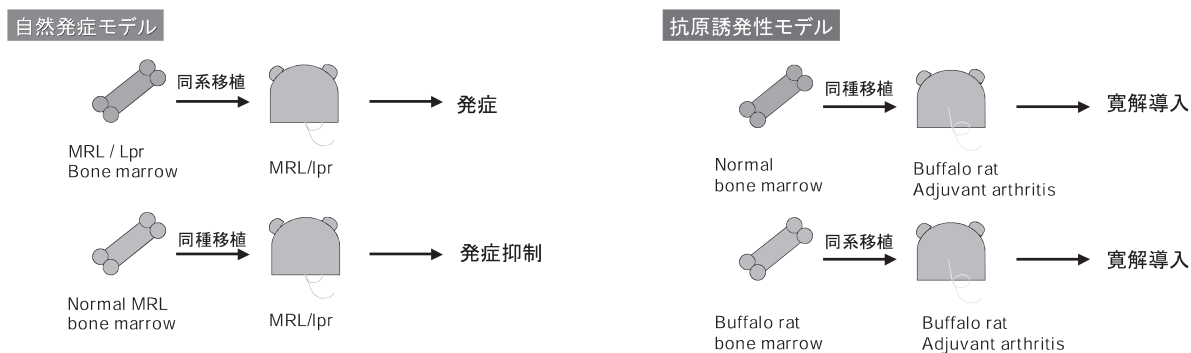 自然発症モデル
同系移植
発症
MRL / Lpr
Bone marrow
MRL/lpr
同種移植
発症抑制
Normal MRL
bone marrow
MRL/lpr
抗原誘発性モデル
同種移植
寛解導入
Normal
bone marrow
Buffalo rat
Adjuvant arthritis
同系移植
寛解導入
Buffalo rat
bone marrow
Buffalo rat
Adjuvant arthritis